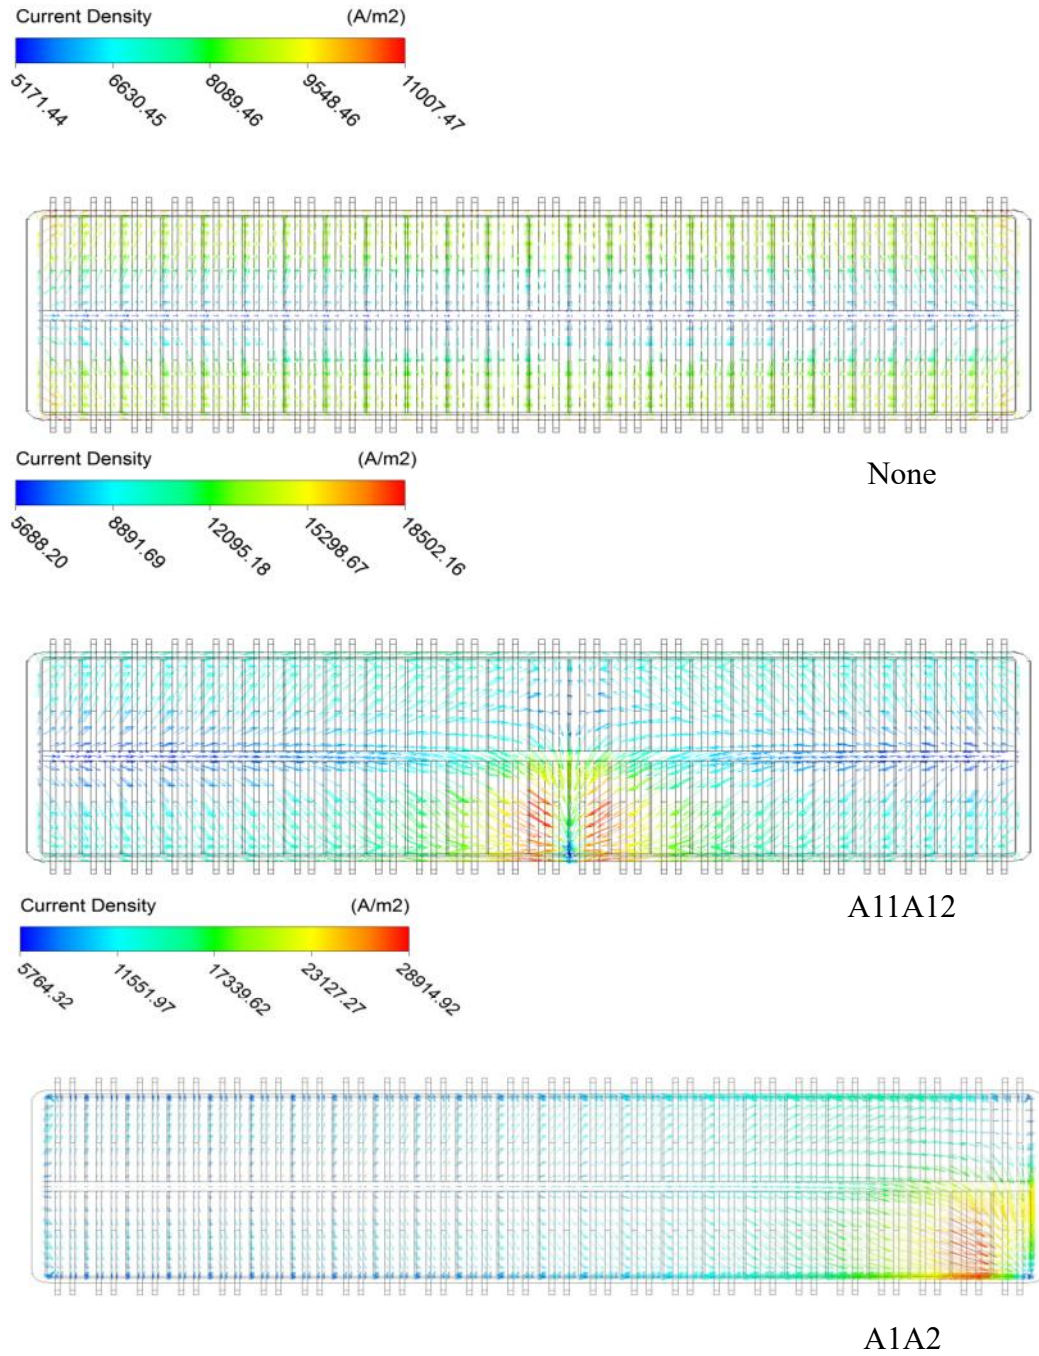 Current Density (A/m2)
5171.44 6630.45 8089.46 9548.46 11007.47
None
Current Density (A/m2)
5688.20 8891.69 12095.18 15298.67 18502.16
A11A12
Current Density (A/m2)
5764.32 11551.97 17339.62 23127.27 28914.92
A1A2